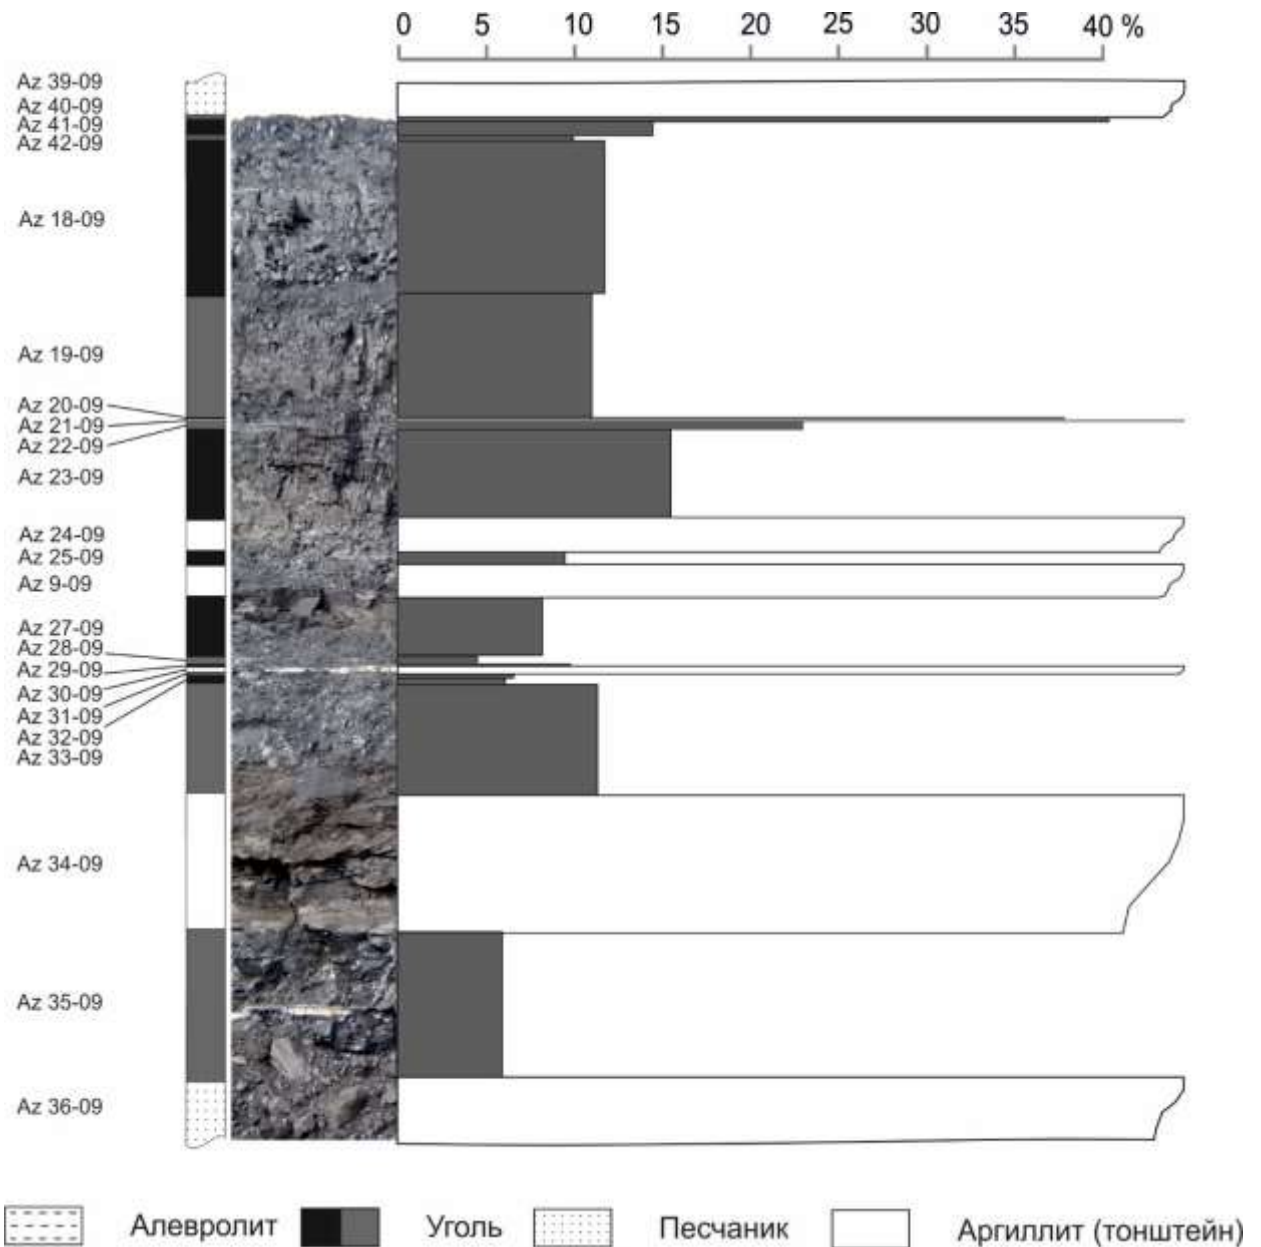 0 5 10 15 20 25 30 35 40 %
Az 39-09
Az 40-09
Az 41-09
Az 42-09
Az 18-09
Az 19-09
Az 20-09
Az 21-09
Az 22-09
Az 23-09
Az 24-09
Az 25-09
Az 9-09
Az 27-09
Az 28-09
Az 29-09
Az 30-09
Az 31-09
Az 32-09
Az 33-09
Az 34-09
Az 35-09
Az 36-09
Алевролит Уголь Песчаник Аргиллит (тонштейн)